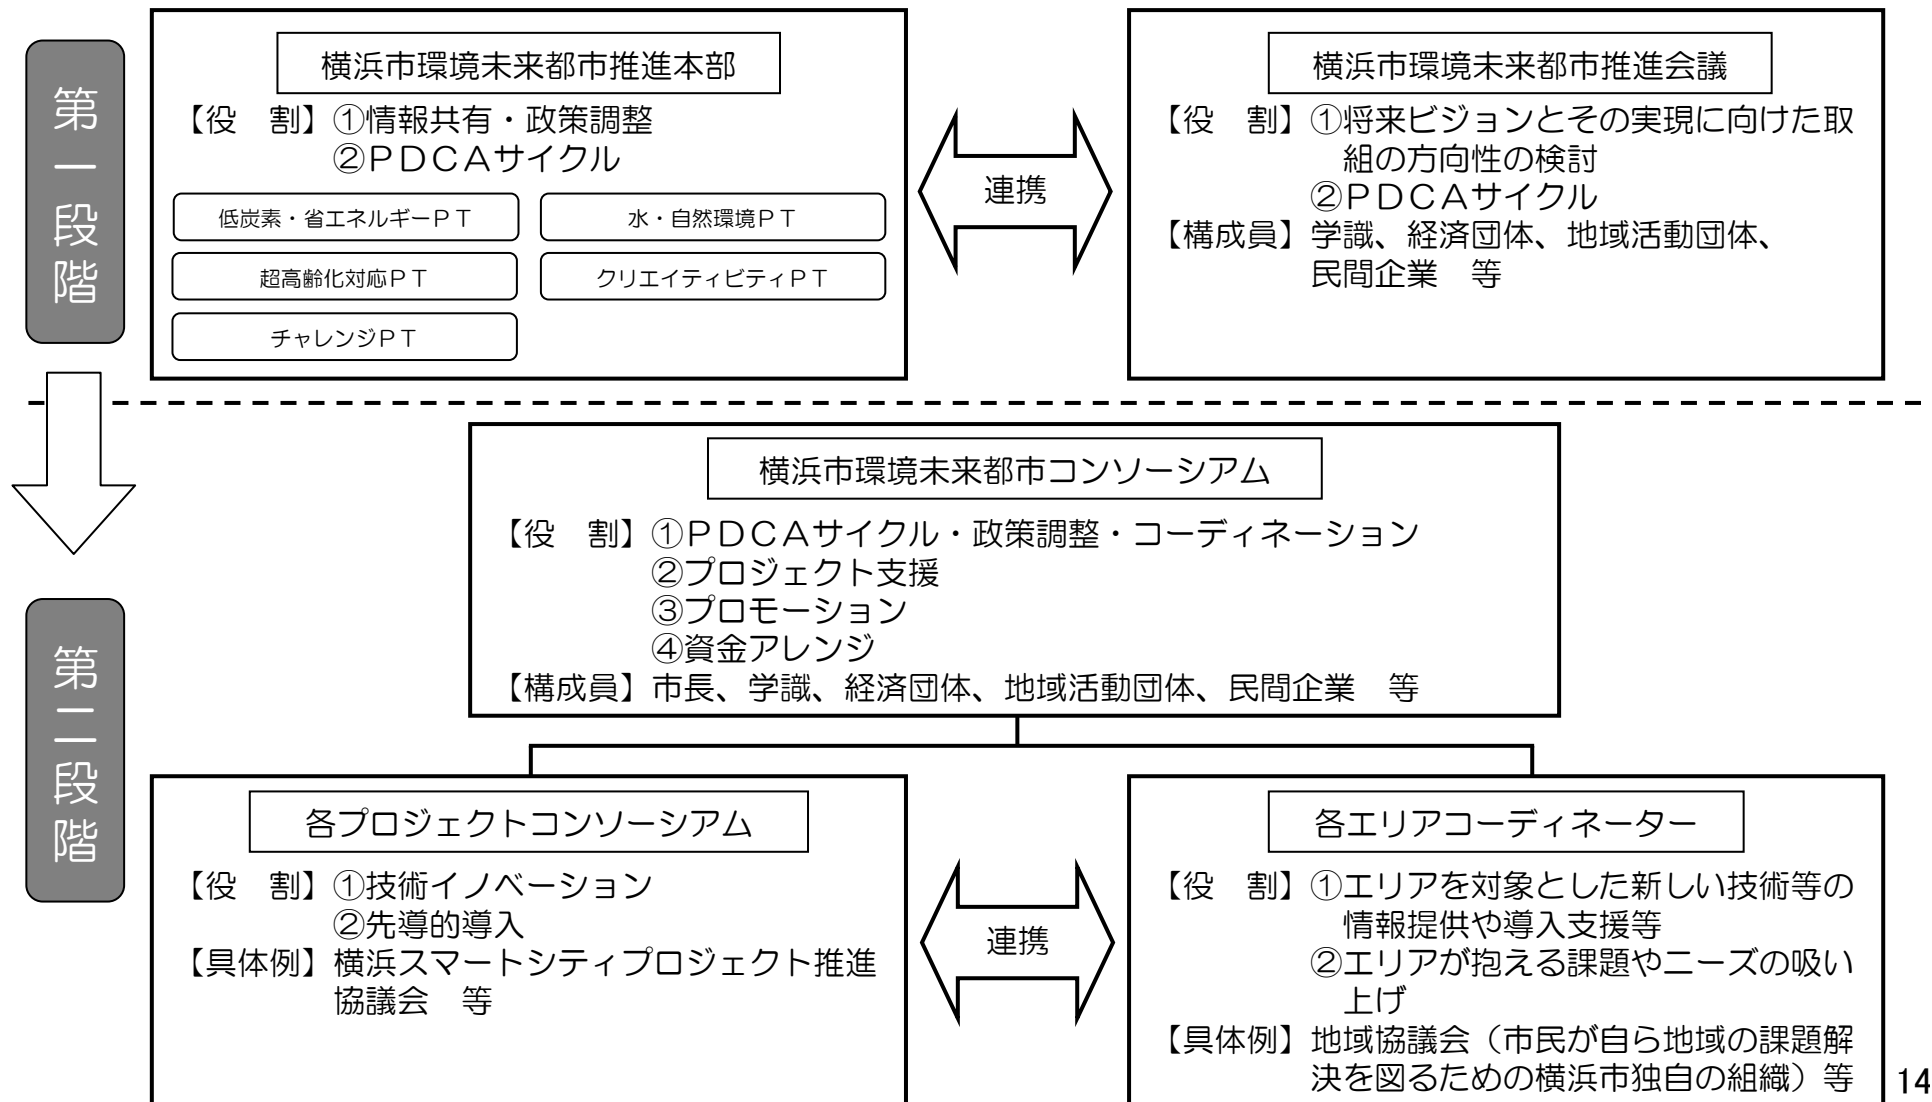 第一段階
横浜市環境未来都市推進本部
【役　割】①情報共有・政策調整
②ＰＤＣＡサイクル
低炭素・省エネルギーＰＴ
水・自然環境ＰＴ
超高齢化対応ＰＴ
クリエイティビティＰＴ
チャレンジＰＴ
連携
横浜市環境未来都市推進会議
【役　割】①将来ビジョンとその実現に向けた取
組の方向性の検討
②ＰＤＣＡサイクル
【構成員】学識、経済団体、地域活動団体、
民間企業　等
第二段階
横浜市環境未来都市コンソーシアム
【役　割】①ＰＤＣＡサイクル・政策調整・コーディネーション
②プロジェクト支援
③プロモーション
④資金アレンジ
【構成員】市長、学識、経済団体、地域活動団体、民間企業　等
各プロジェクトコンソーシアム
【役　割】①技術イノベーション
②先導的導入
【具体例】横浜スマートシティプロジェクト推進
協議会　等
連携
各エリアコーディネーター
【役　割】①エリアを対象とした新しい技術等の
情報提供や導入支援等
②エリアが抱える課題やニーズの吸い
上げ
【具体例】地域協議会（市民が自ら地域の課題解
決を図るための横浜市独自の組織）等
14